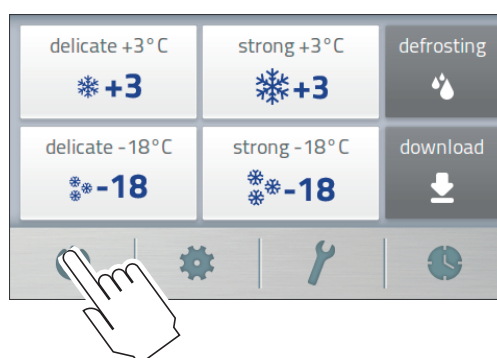 delicate +3°C strong +3°C defrosting
+3 +3
delicate -18°C strong -18°C download
-18 -18